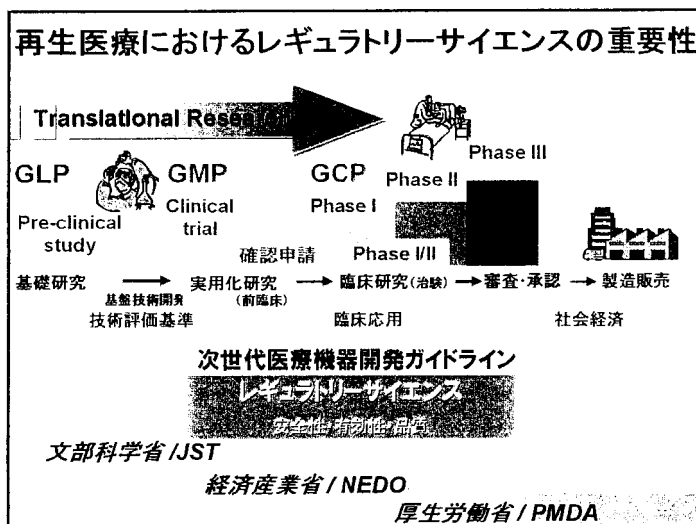 再生医療におけるレギュラトリーサイエンスの重要性
Translational Resea
Phase III
GLP
GMP
GCP
Phase II
Pre-clinical
study
Clinical
trial
Phase I
確認申請
Phase I/II
基礎研究
実用化研究
(前臨床)
臨床研究(治験)
審査・承認
製造販売
基盤技術開発
技術評価基準
臨床応用
社会経済
次世代医療機器開発ガイドライン
レギュラトリーサイエンス
安全性・有効性・品質
文部科学省 /JST
経済産業省 / NEDO
厚生労働省 / PMDA